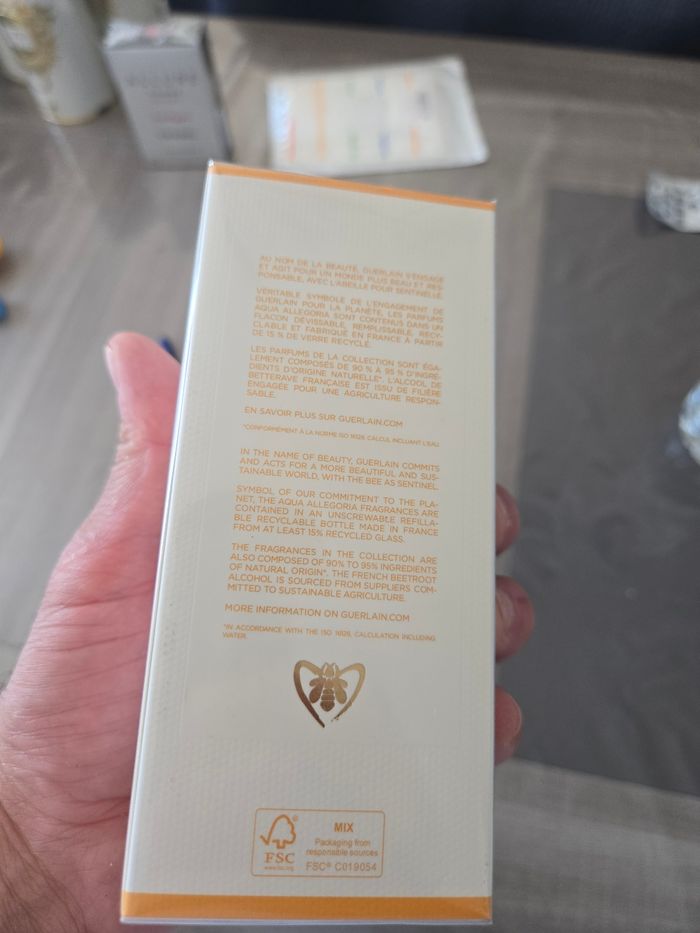 AU NOM DE LA BEAUTÉ, GUERLAIN S'ENGAGE
ET AGIT POUR UN MONDE PLUS BEAU ET RES-
PONSABLE, AVEC L'ABEILLE POUR SENTINELLE.
VÉRITABLE SYMBOLE DE L'ENGAGEMENT DE
GUERLAIN POUR LA PLANÈTE, LES PARFUMS
AQUA ALLEGORIA SONT CONTENUS DANS UN
FLACON DÉVISSABLE, REMPLISSABLE, RECY-
CLABLE ET FABRIQUÉ EN FRANCE À PARTIR
DE 15 % DE VERRE RECYCLÉ.
LES PARFUMS DE LA COLLECTION SONT ÉGA-
LEMENT COMPOSÉS DE 90 % À 95 % D'INGRÉ-
DIENTS D'ORIGINE NATURELLE*. L'ALCOOL DE
BETTERAVE FRANÇAISE EST ISSU DE FILIÈRE
ENGAGÉE POUR UNE AGRICULTURE RESPON-
SABLE.
EN SAVOIR PLUS SUR GUERLAIN.COM
*CONFORMÉMENT À LA NORME ISO 16128, CALCUL INCLUANT L'EAU.
IN THE NAME OF BEAUTY, GUERLAIN COMMITS
AND ACTS FOR A MORE BEAUTIFUL AND SUS-
TAINABLE WORLD, WITH THE BEE AS SENTINEL.
SYMBOL OF OUR COMMITMENT TO THE PLA-
NET, THE AQUA ALLEGORIA FRAGRANCES ARE
CONTAINED IN AN UNSCREWABLE REFILLA-
BLE RECYCLABLE BOTTLE MADE IN FRANCE
FROM AT LEAST 15% RECYCLED GLASS.
THE FRAGRANCES IN THE COLLECTION ARE
ALSO COMPOSED OF 90% TO 95% INGREDIENTS
OF NATURAL ORIGIN*. THE FRENCH BEETROOT
ALCOHOL IS SOURCED FROM SUPPLIERS COM-
MITTED TO SUSTAINABLE AGRICULTURE.
MORE INFORMATION ON GUERLAIN.COM
*IN ACCORDANCE WITH THE ISO 16128, CALCULATION INCLUDING
WATER.
MIX
Packaging from
responsible sources
FSC
www.fsc.org
FSC® C019054